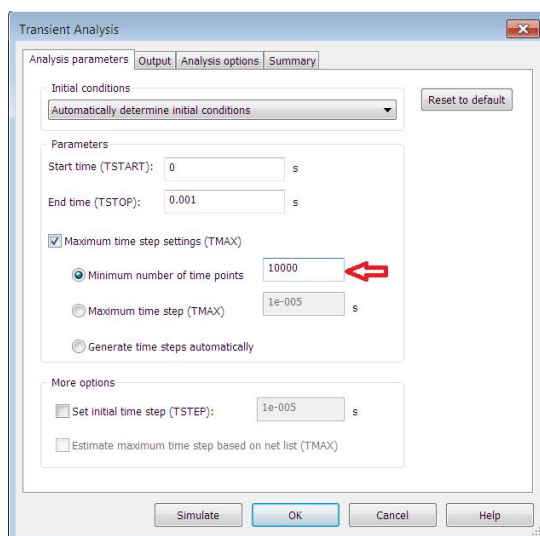 Transient Analysis
Analysis parameters Output Analysis options Summary
Initial conditions
Automatically determine initial conditions
Reset to default
Parameters
Start time (TSTART): 0 s
End time (TSTOP): 0.001 s
Maximum time step settings (TMAX)
Minimum number of time points 10000
Maximum time step (TMAX) 1e-005 s
Generate time steps automatically
More options
Set initial time step (TSTEP): 1e-005 s
Estimate maximum time step based on net list (TMAX)
Simulate OK Cancel Help